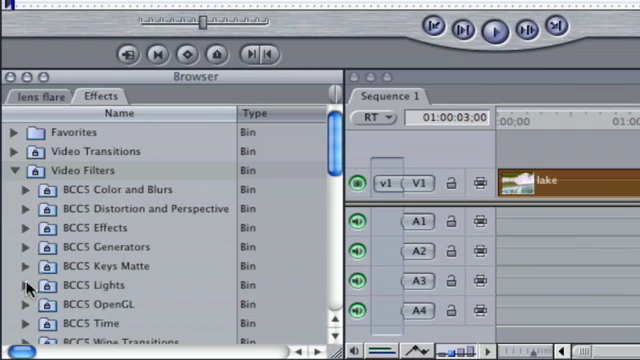 Browser
lens flare
Effects
Name
Type
Favorites Bin
Video Transitions Bin
Video Filters Bin
BCC5 Color and Blurs Bin
BCC5 Distortion and Perspective Bin
BCC5 Effects Bin
BCC5 Generators Bin
BCC5 Keys Matte Bin
BCC5 Lights Bin
BCC5 OpenGL Bin
BCC5 Time Bin
BCC5 Wipe Transitions Bin
Sequence 1
RT
01:00:03;00
:00;00
01:00
v1 V1
lake
A1
A2
A3
A4